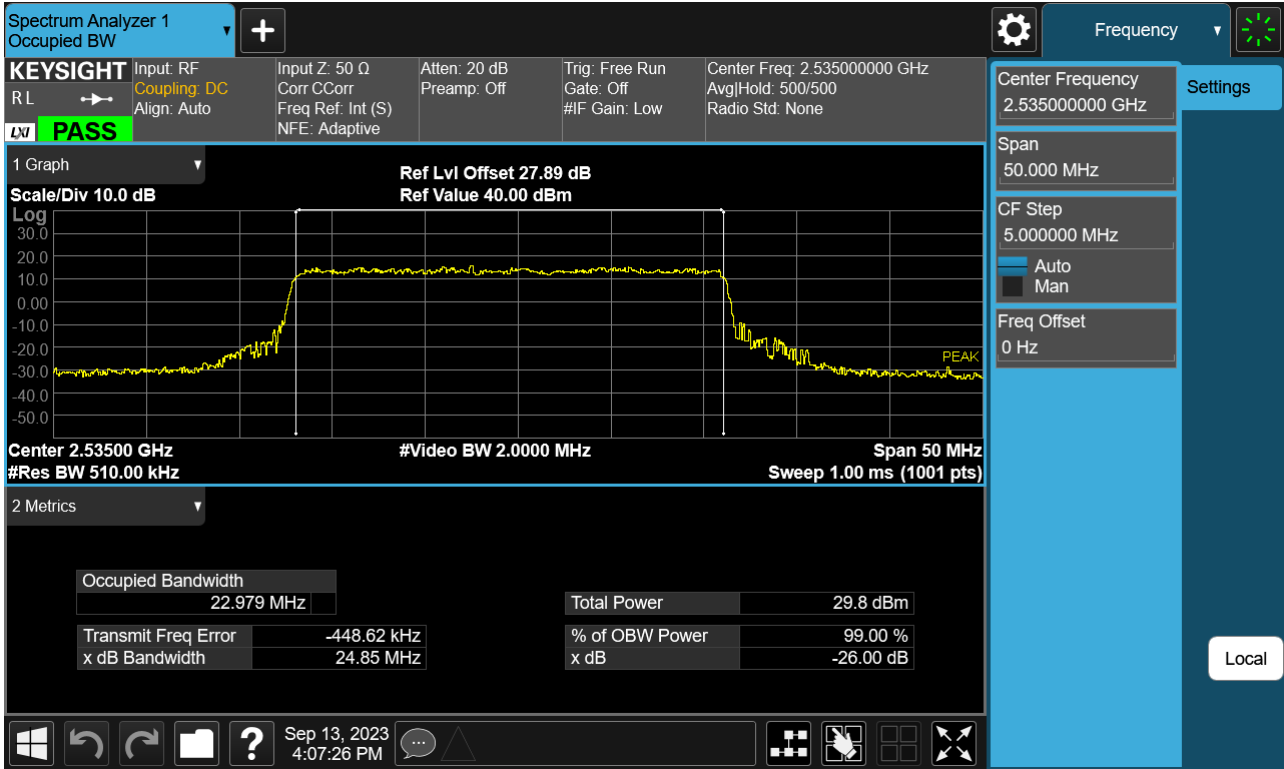 Spectrum Analyzer 1
Occupied BW
Frequency
KEYSIGHT
R L
LXI
PASS
Input: RF
Coupling: DC
Align: Auto
Input Z: 50 Ω
Corr CCorr
Freq Ref: Int (S)
NFE: Adaptive
Atten: 20 dB
Preamp: Off
Trig: Free Run
Gate: Off
#IF Gain: Low
Center Freq: 2.535000000 GHz
Avg|Hold: 500/500
Radio Std: None
Center Frequency
2.535000000 GHz
Settings
Span
50.000 MHz
CF Step
5.000000 MHz
Auto
Man
Freq Offset
0 Hz
Local
1 Graph
Scale/Div 10.0 dB
Ref Lvl Offset 27.89 dB
Ref Value 40.00 dBm
Log
30.0
20.0
10.0
0.00
-10.0
-20.0
-30.0
-40.0
-50.0
PEAK
Center 2.53500 GHz
#Video BW 2.0000 MHz
Span 50 MHz
#Res BW 510.00 kHz
Sweep 1.00 ms (1001 pts)
2 Metrics
Occupied Bandwidth
22.979 MHz
Total Power 29.8 dBm
Transmit Freq Error -448.62 kHz
% of OBW Power 99.00 %
x dB Bandwidth 24.85 MHz
x dB -26.00 dB
?
Sep 13, 2023
4:07:26 PM